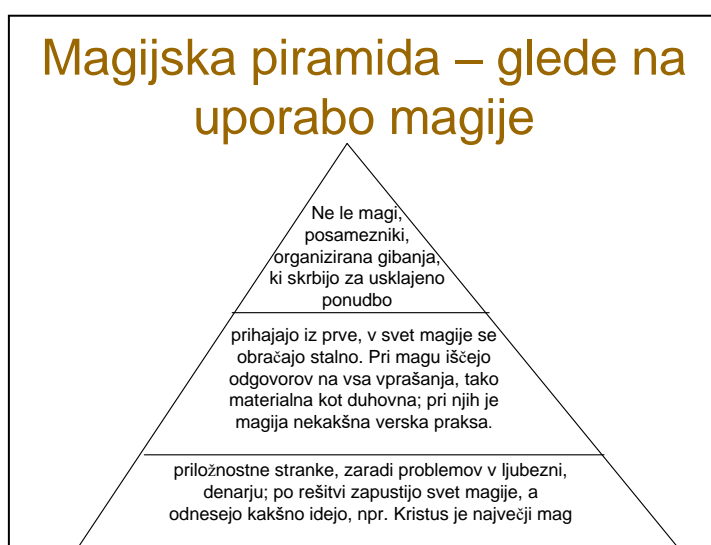 Magijska piramida – glede na
uporabo magije
Ne le magi,
posamezniki,
organizirana gibanja,
ki skrbijo za usklajeno
ponudbo
prihajajo iz prve, v svet magije se
obračajo stalno. Pri magu iščejo
odgovorov na vsa vprašanja, tako
materialna kot duhovna; pri njih je
magija nekakšna verska praksa.
priložnostne stranke, zaradi problemov v ljubezni,
denarju; po rešitvi zapustijo svet magije, a
odnesejo kakšno idejo, npr. Kristus je največji mag